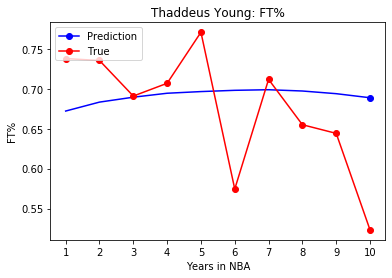 Thaddeus Young: FT%
Prediction
True
0.75
0.70
0.65
0.60
0.55
FT%
1 2 3 4 5 6 7 8 9 10
Years in NBA